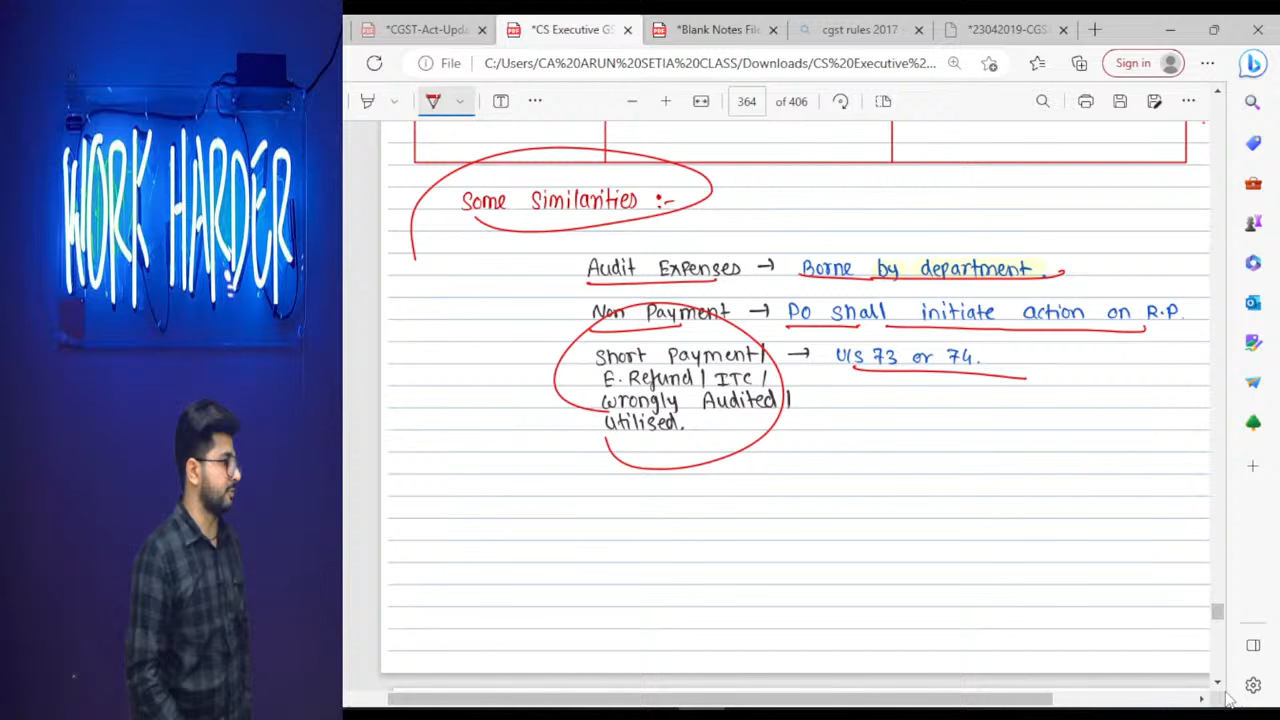 *CGST-Act-Upda
*CS Executive GS
*Blank Notes File
cgst rules 2017
*23042019-CGS
File
C:/Users/CA%20ARUN%20SETIA%20CLASS/Downloads/CS%20Executive%2...
Sign in
364 of 406
WORK HARDER
Some Similarities :-
Audit Expenses → Borne by department.
Non Payment → PO shall initiate action on R.P.
Short Payment/ → U/S 73 or 74.
E. Refund / ITC /
wrongly Audited /
Utilised.